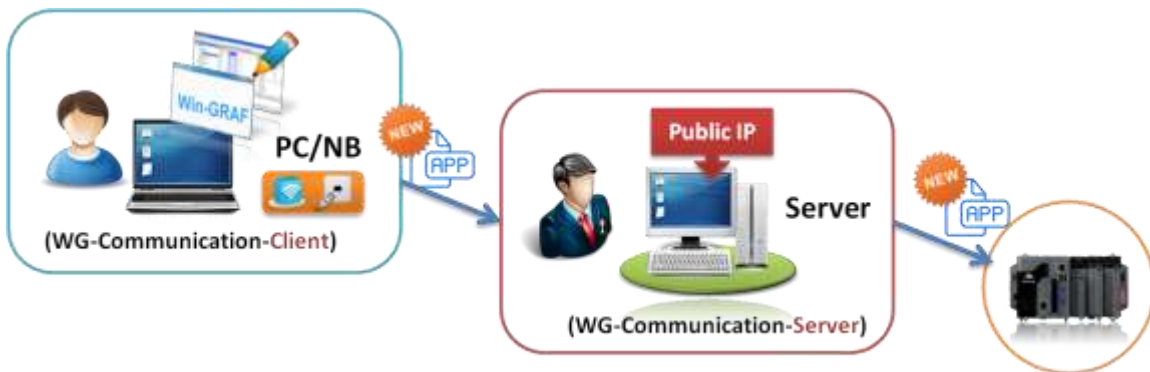 Win-GRAF
PC/NB
NEW
APP
(WG-Communication-Client)
Public IP
Server
(WG-Communication-Server)
NEW
APP